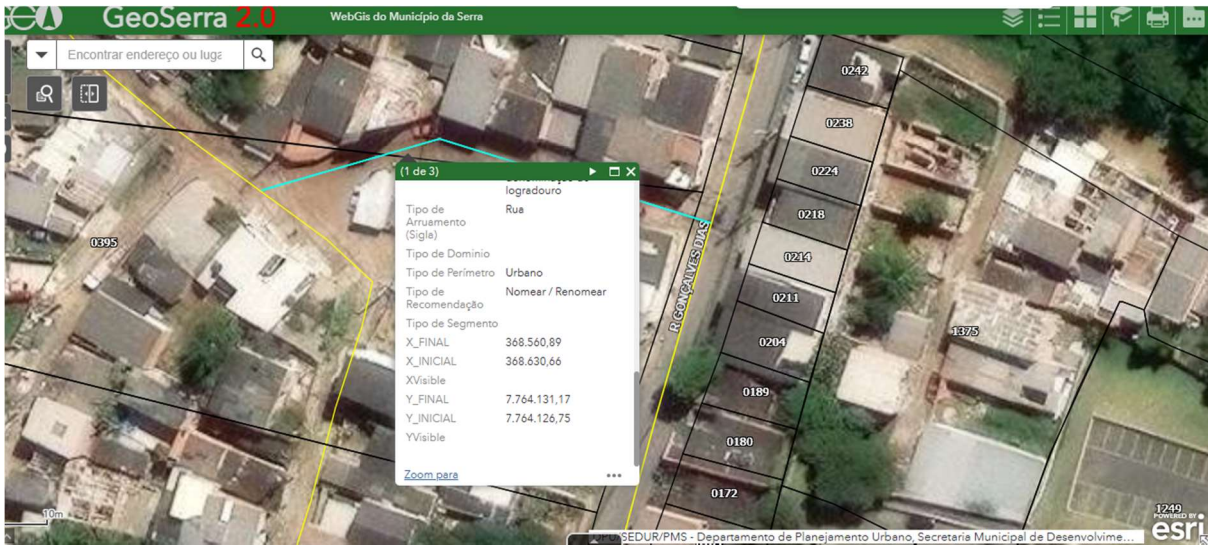 GeoSerra 2.0
WebGis do Município da Serra
Encontrar endereço ou luga
(1 de 3)
logradouro
Tipo de Arruamento (Sigla) Rua
Tipo de Dominio
Tipo de Perímetro Urbano
Tipo de Recomendação Nomear / Renomear
Tipo de Segmento
X_FINAL 368.560,89
X_INICIAL 368.630,66
XVisible
Y_FINAL 7.764.131,17
Y_INICIAL 7.764.126,75
YVisible
Zoom para
0395
R GONÇALVES DIAS
0242
0238
0224
0218
0214
0211
0204
0189
0180
0172
1375
1249
10m
SEDUR/PMS - Departamento de Planejamento Urbano, Secretaria Municipal de Desenvolvime...
POWERED BY
esri